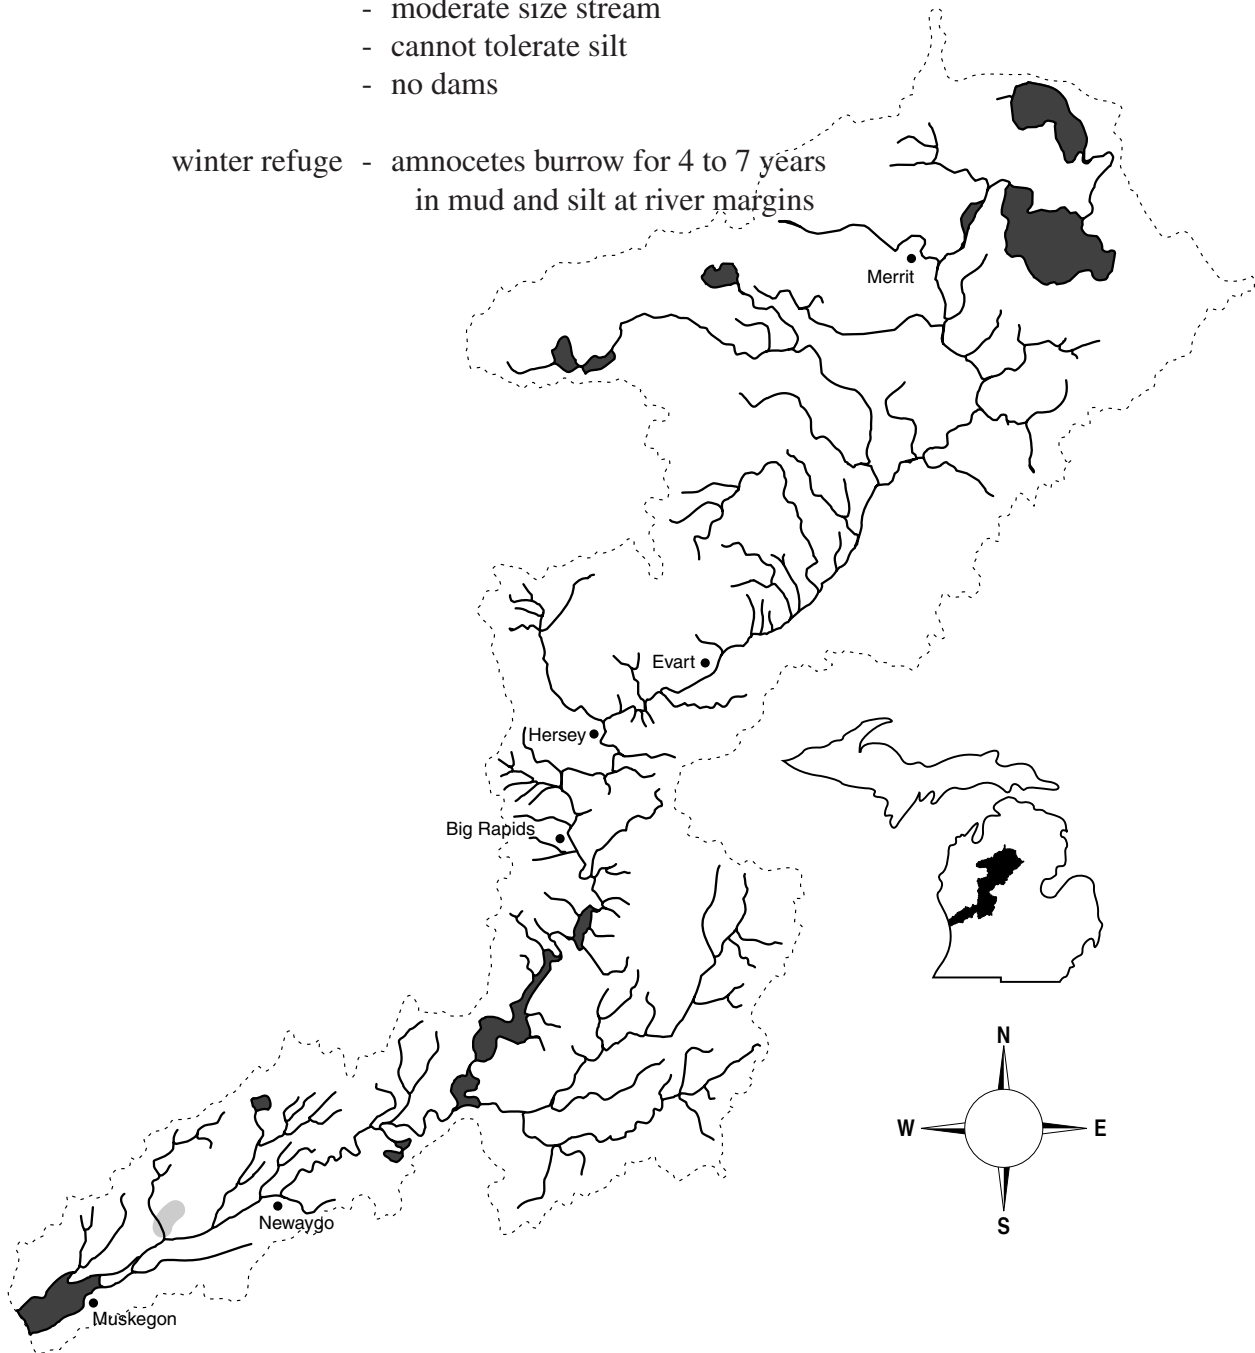 - moderate size stream
- cannot tolerate silt
- no dams
winter refuge - amnocetes burrow for 4 to 7 years
in mud and silt at river margins
Merrit
Evart
Hersey
Big Rapids
N
W E
S
Newaygo
Muskegon